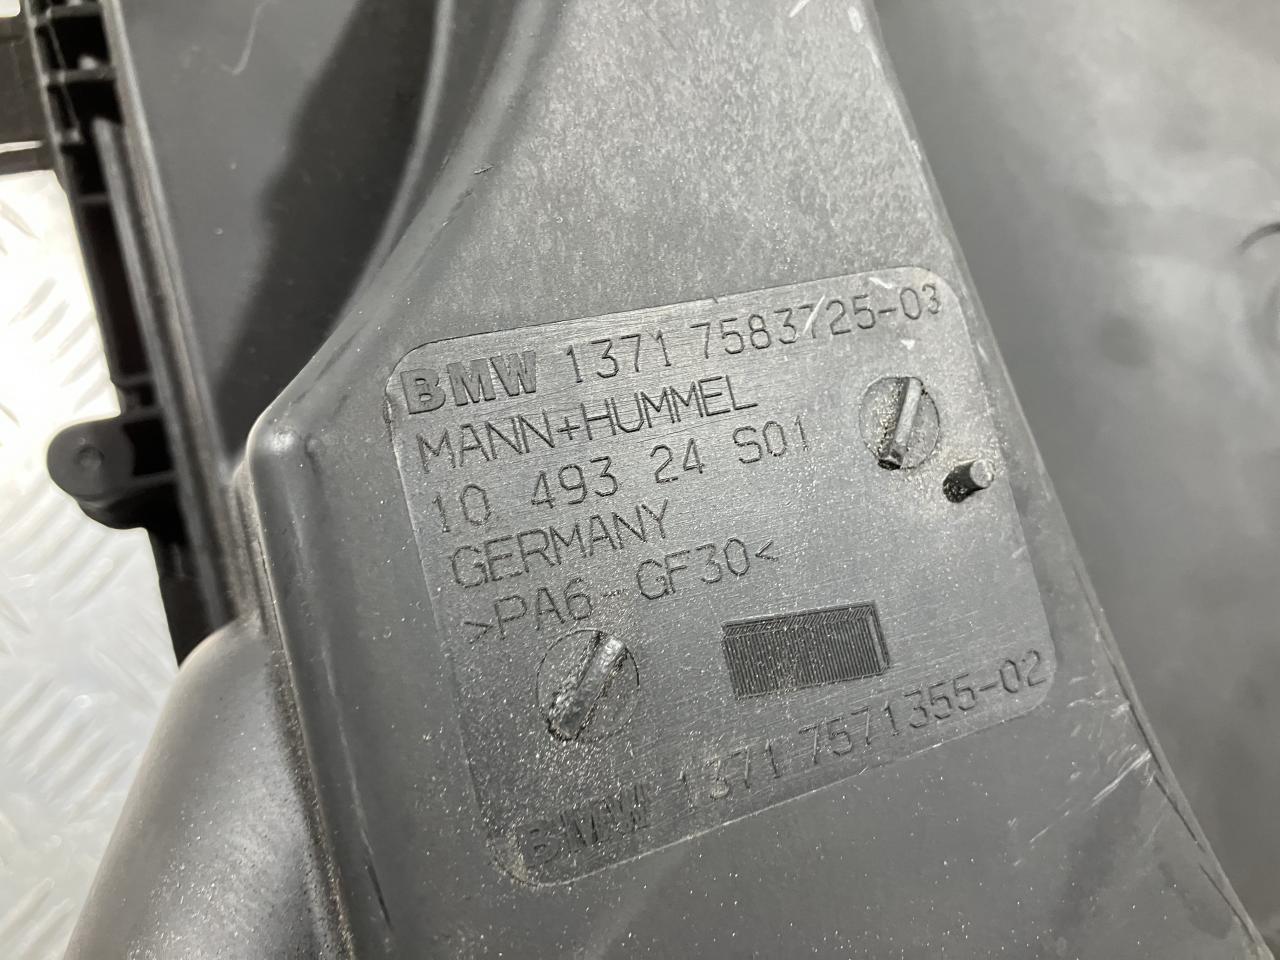 BMW 1371 7583725-03
MANN+HUMMEL
10 493 24 S01
GERMANY
>PA6-GF30<
BMW 1371 7571355-02